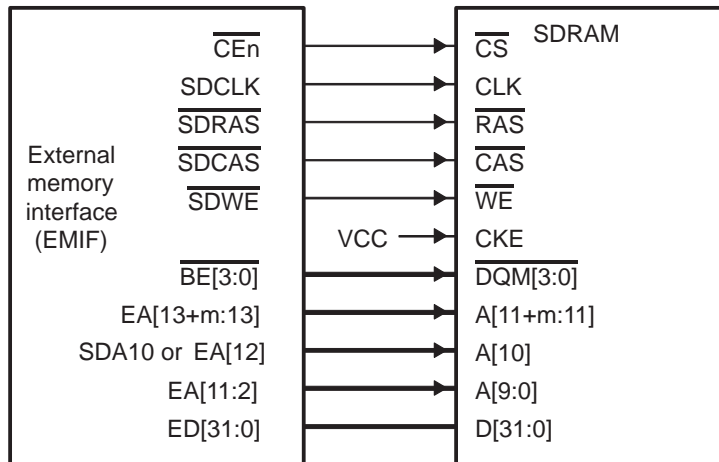 SDRAM
CEn CS
SDCLK CLK
SDRAS RAS
External
memory
interface
(EMIF)
SDCAS CAS
SDWE WE
VCC CKE
BE[3:0] DQM[3:0]
EA[13+m:13] A[11+m:11]
SDA10 or EA[12] A[10]
EA[11:2] A[9:0]
ED[31:0] D[31:0]